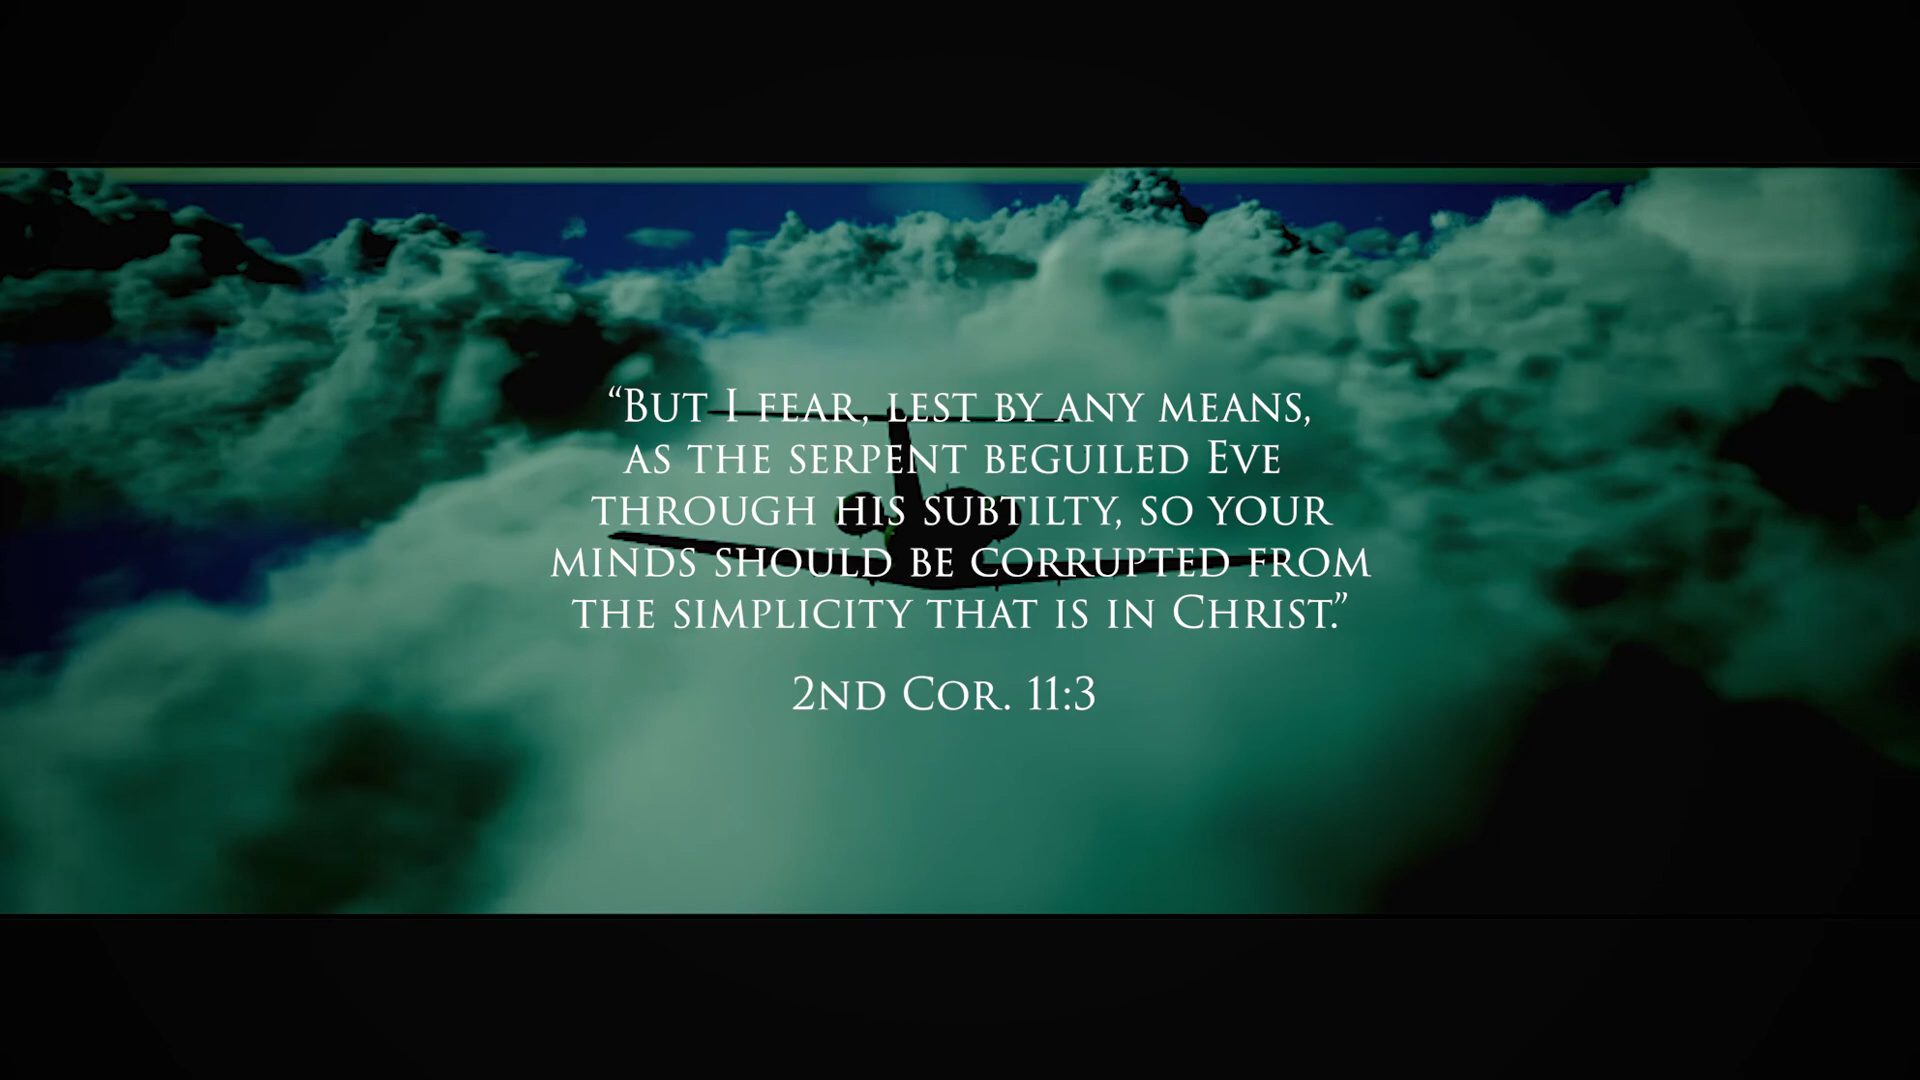 “But I fear, lest by any means,
as the serpent beguiled Eve
through his subtilty, so your
minds should be corrupted from
the simplicity that is in Christ.”
2nd Cor. 11:3